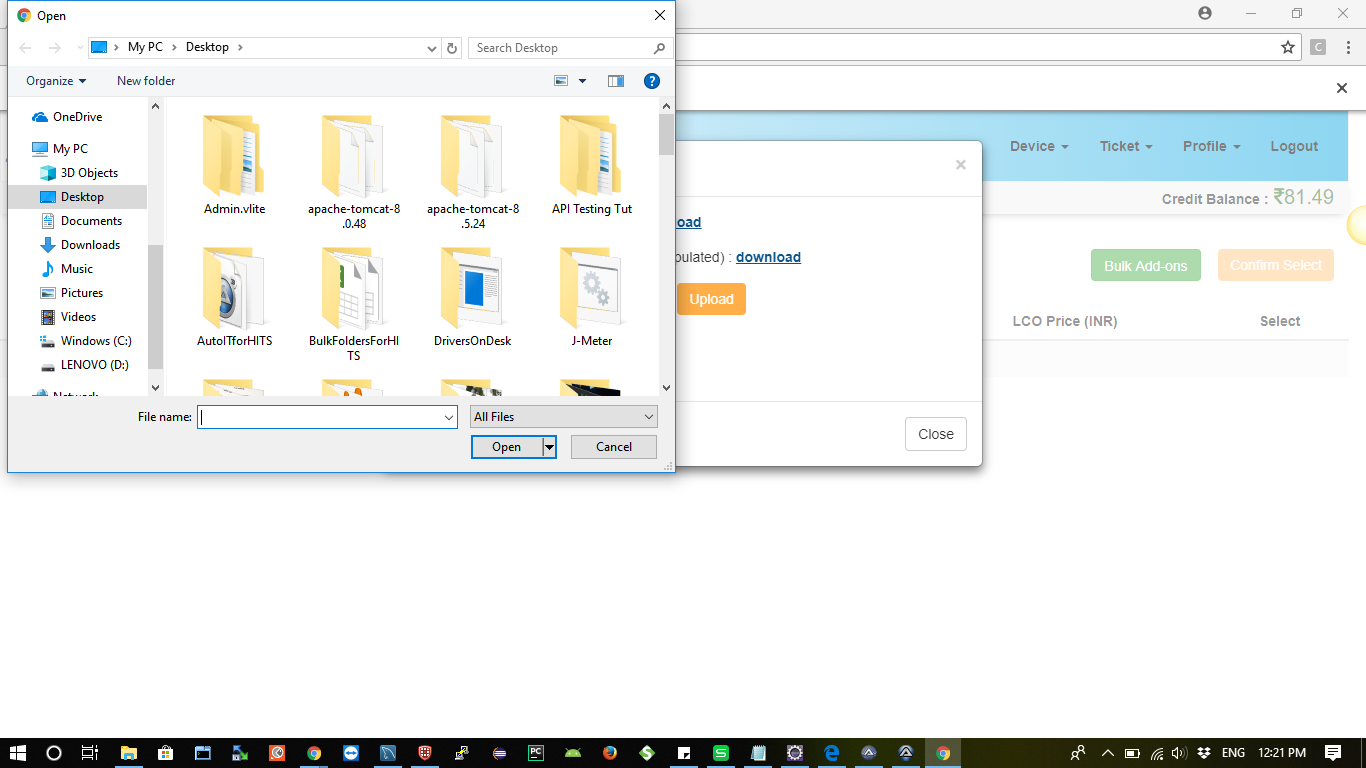 Open
My PC
Desktop
Search Desktop
Organize
New folder
OneDrive
My PC
3D Objects
Desktop
Documents
Downloads
Music
Pictures
Videos
Windows (C:)
LENOVO (D:)
Network
Admin.vlite
apache-tomcat-8
.0.48
apache-tomcat-8
.5.24
API Testing Tut
AutoITforHITS
BulkFoldersForHI
TS
DriversOnDesk
J-Meter
File name:
All Files
Open
Cancel
C
Device
Ticket
Profile
Logout
Credit Balance : ₹81.49
×
oad
pulated) : download
Upload
Bulk Add-ons
Confirm Select
LCO Price (INR)
Select
Close
ENG
12:21 PM